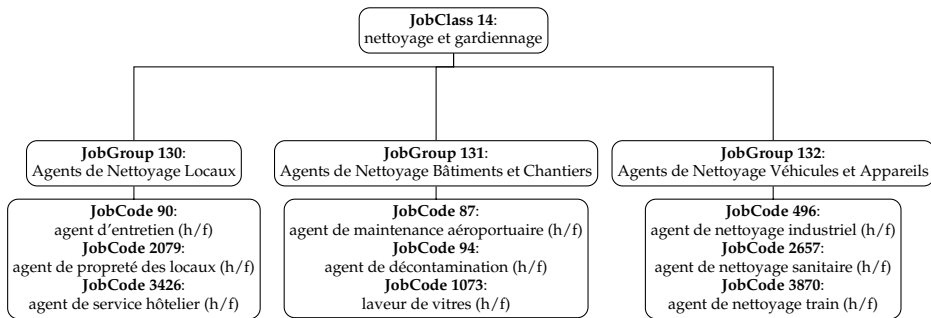 JobClass 14:
nettoyage et gardiennage
JobGroup 130:
Agents de Nettoyage Locaux
JobGroup 131:
Agents de Nettoyage Bâtiments et Chantiers
JobGroup 132:
Agents de Nettoyage Véhicules et Appareils
JobCode 90:
agent d'entretien (h/f)
JobCode 2079:
agent de propreté des locaux (h/f)
JobCode 3426:
agent de service hôtelier (h/f)
JobCode 87:
agent de maintenance aéroportuaire (h/f)
JobCode 94:
agent de décontamination (h/f)
JobCode 1073:
laveur de vitres (h/f)
JobCode 496:
agent de nettoyage industriel (h/f)
JobCode 2657:
agent de nettoyage sanitaire (h/f)
JobCode 3870:
agent de nettoyage train (h/f)